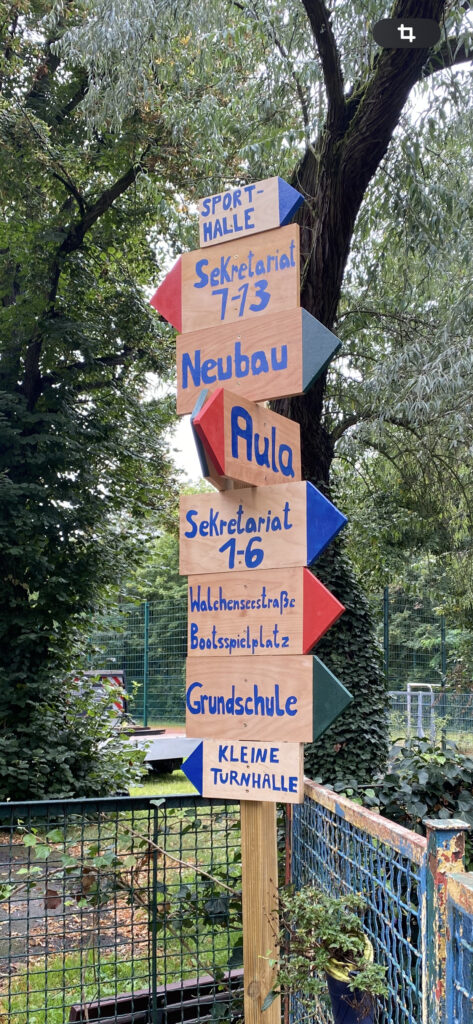 SPORT-
HALLE
Sekretariat
7-13
Neubau
Aula
Sekretariat
1-6
Walchenseestraße
Bootsspielplatz
Grundschule
KLEINE
TURNHALLE